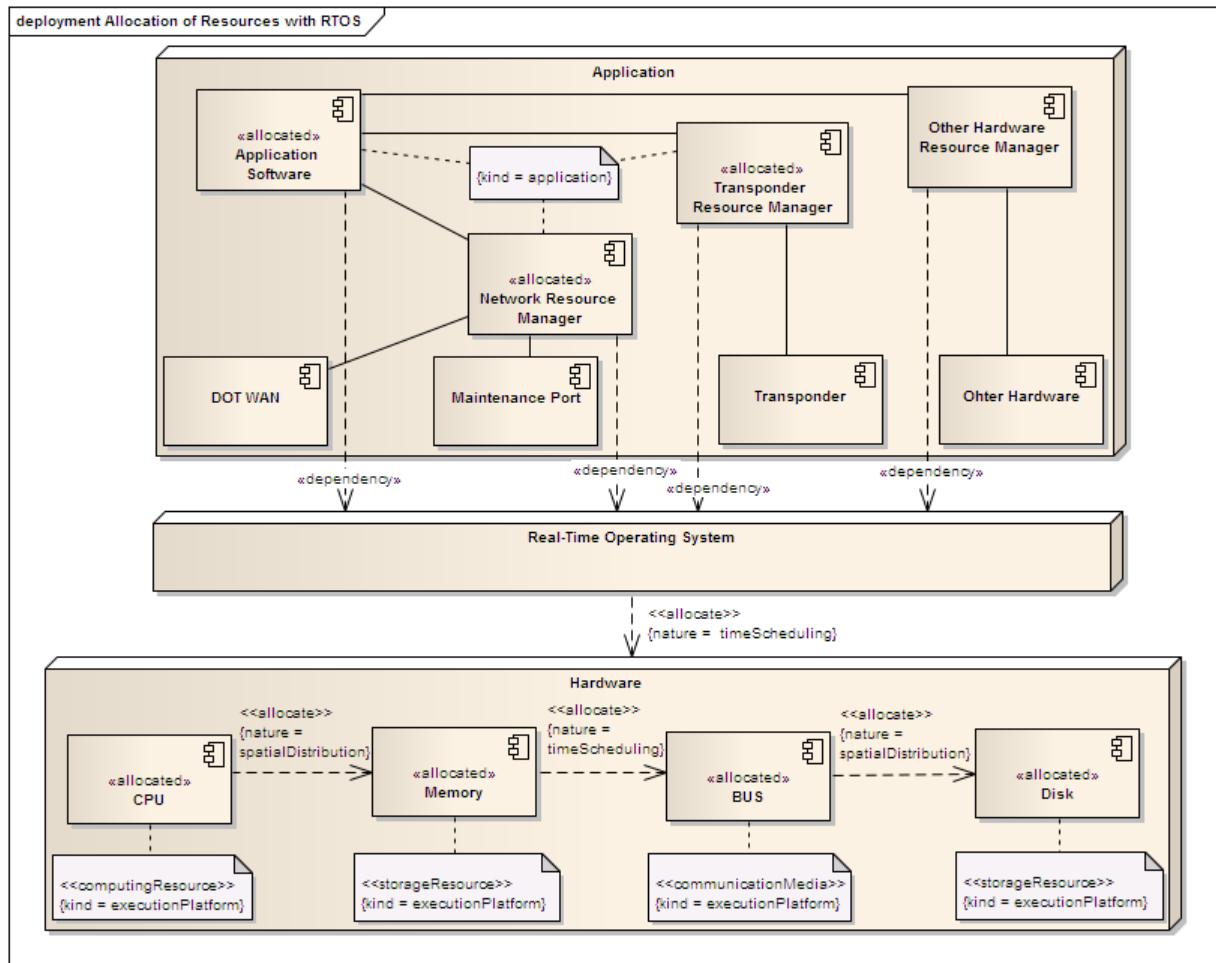 deployment Allocation of Resources with RTOS
Application
«allocated»
Application
Software
{kind = application}
«allocated»
Transponder
Resource Manager
Other Hardware
Resource Manager
«allocated»
Network Resource
Manager
DOT WAN
Maintenance Port
Transponder
Ohter Hardware
«dependency»
«dependency»
«dependency»
«dependency»
Real-Time Operating System
<<allocate>>
{nature =  timeScheduling}
Hardware
<<allocate>>
{nature =
spatialDistribution}
<<allocate>>
{nature =
timeScheduling}
<<allocate>>
{nature =
spatialDistribution}
«allocated»
CPU
«allocated»
Memory
«allocated»
BUS
«allocated»
Disk
<<computingResource>>
{kind = executionPlatform}
<<storageResource>>
{kind = executionPlatform}
<<communicationMedia>>
{kind = executionPlatform}
<<storageResource>>
{kind = executionPlatform}